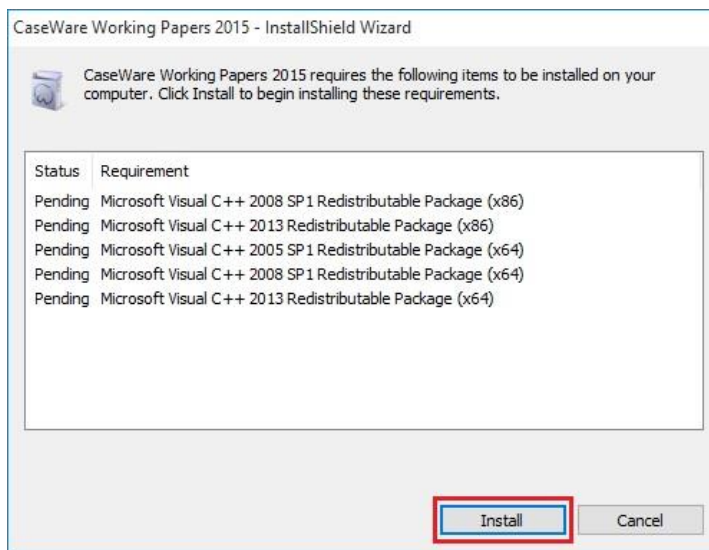 CaseWare Working Papers 2015 - InstallShield Wizard
CaseWare Working Papers 2015 requires the following items to be installed on your
computer. Click Install to begin installing these requirements.
Status Requirement
Pending Microsoft Visual C++ 2008 SP1 Redistributable Package (x86)
Pending Microsoft Visual C++ 2013 Redistributable Package (x86)
Pending Microsoft Visual C++ 2005 SP1 Redistributable Package (x64)
Pending Microsoft Visual C++ 2008 SP1 Redistributable Package (x64)
Pending Microsoft Visual C++ 2013 Redistributable Package (x64)
Install Cancel